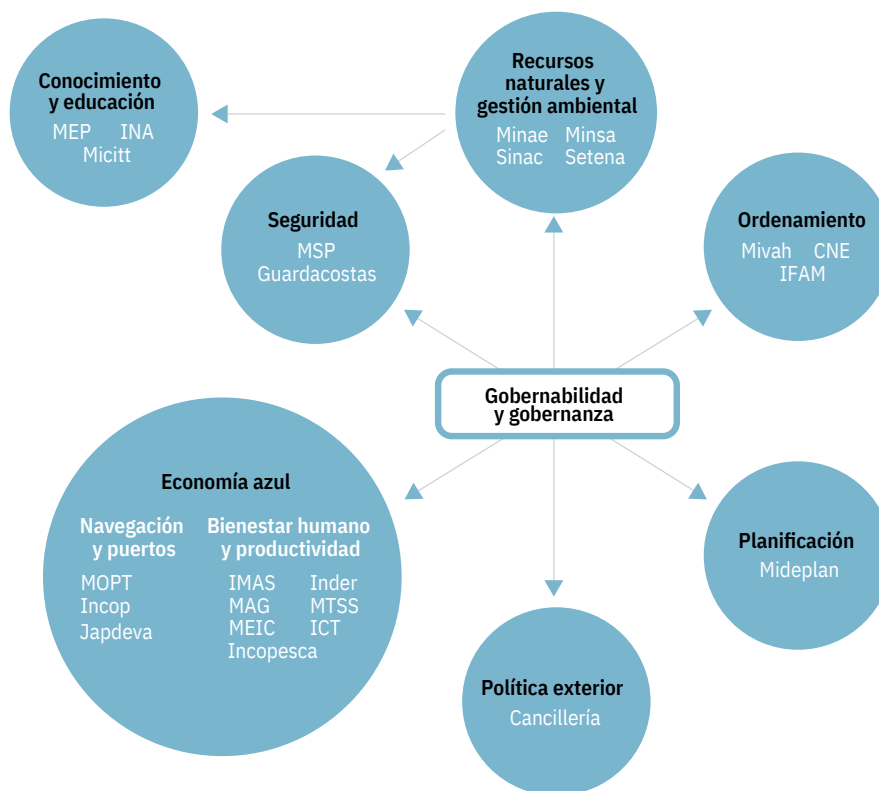 Conocimiento
y educación
MEP INA
Micitt
Recursos
naturales y
gestión ambiental
Minae Minsa
Sinac Setena
Seguridad
MSP
Guardacostas
Ordenamiento
Mivah CNE
IFAM
Gobernabilidad
y gobernanza
Economía azul
Navegación
y puertos
MOPT
Incop
Japdeva
Bienestar humano
y productividad
IMAS Inder
MAG MTSS
MEIC ICT
Incopesca
Planificación
Mideplan
Política exterior
Cancillería